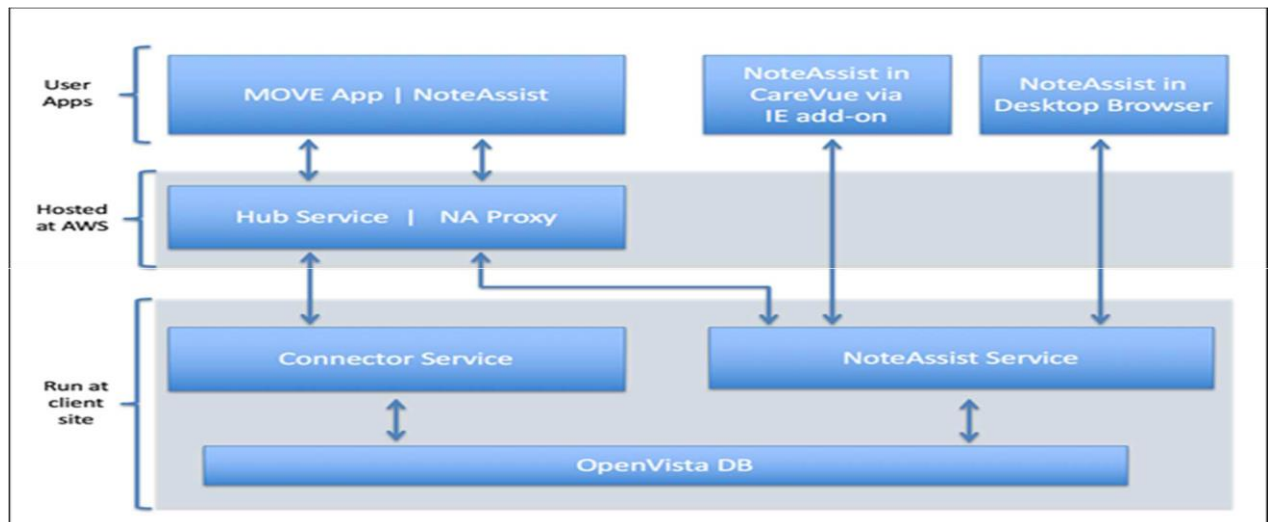 User
Apps
MOVE App | NoteAssist
NoteAssist in
CareVue via
IE add-on
NoteAssist in
Desktop Browser
Hosted
at AWS
Hub Service | NA Proxy
Run at
client
site
Connector Service
NoteAssist Service
OpenVista DB